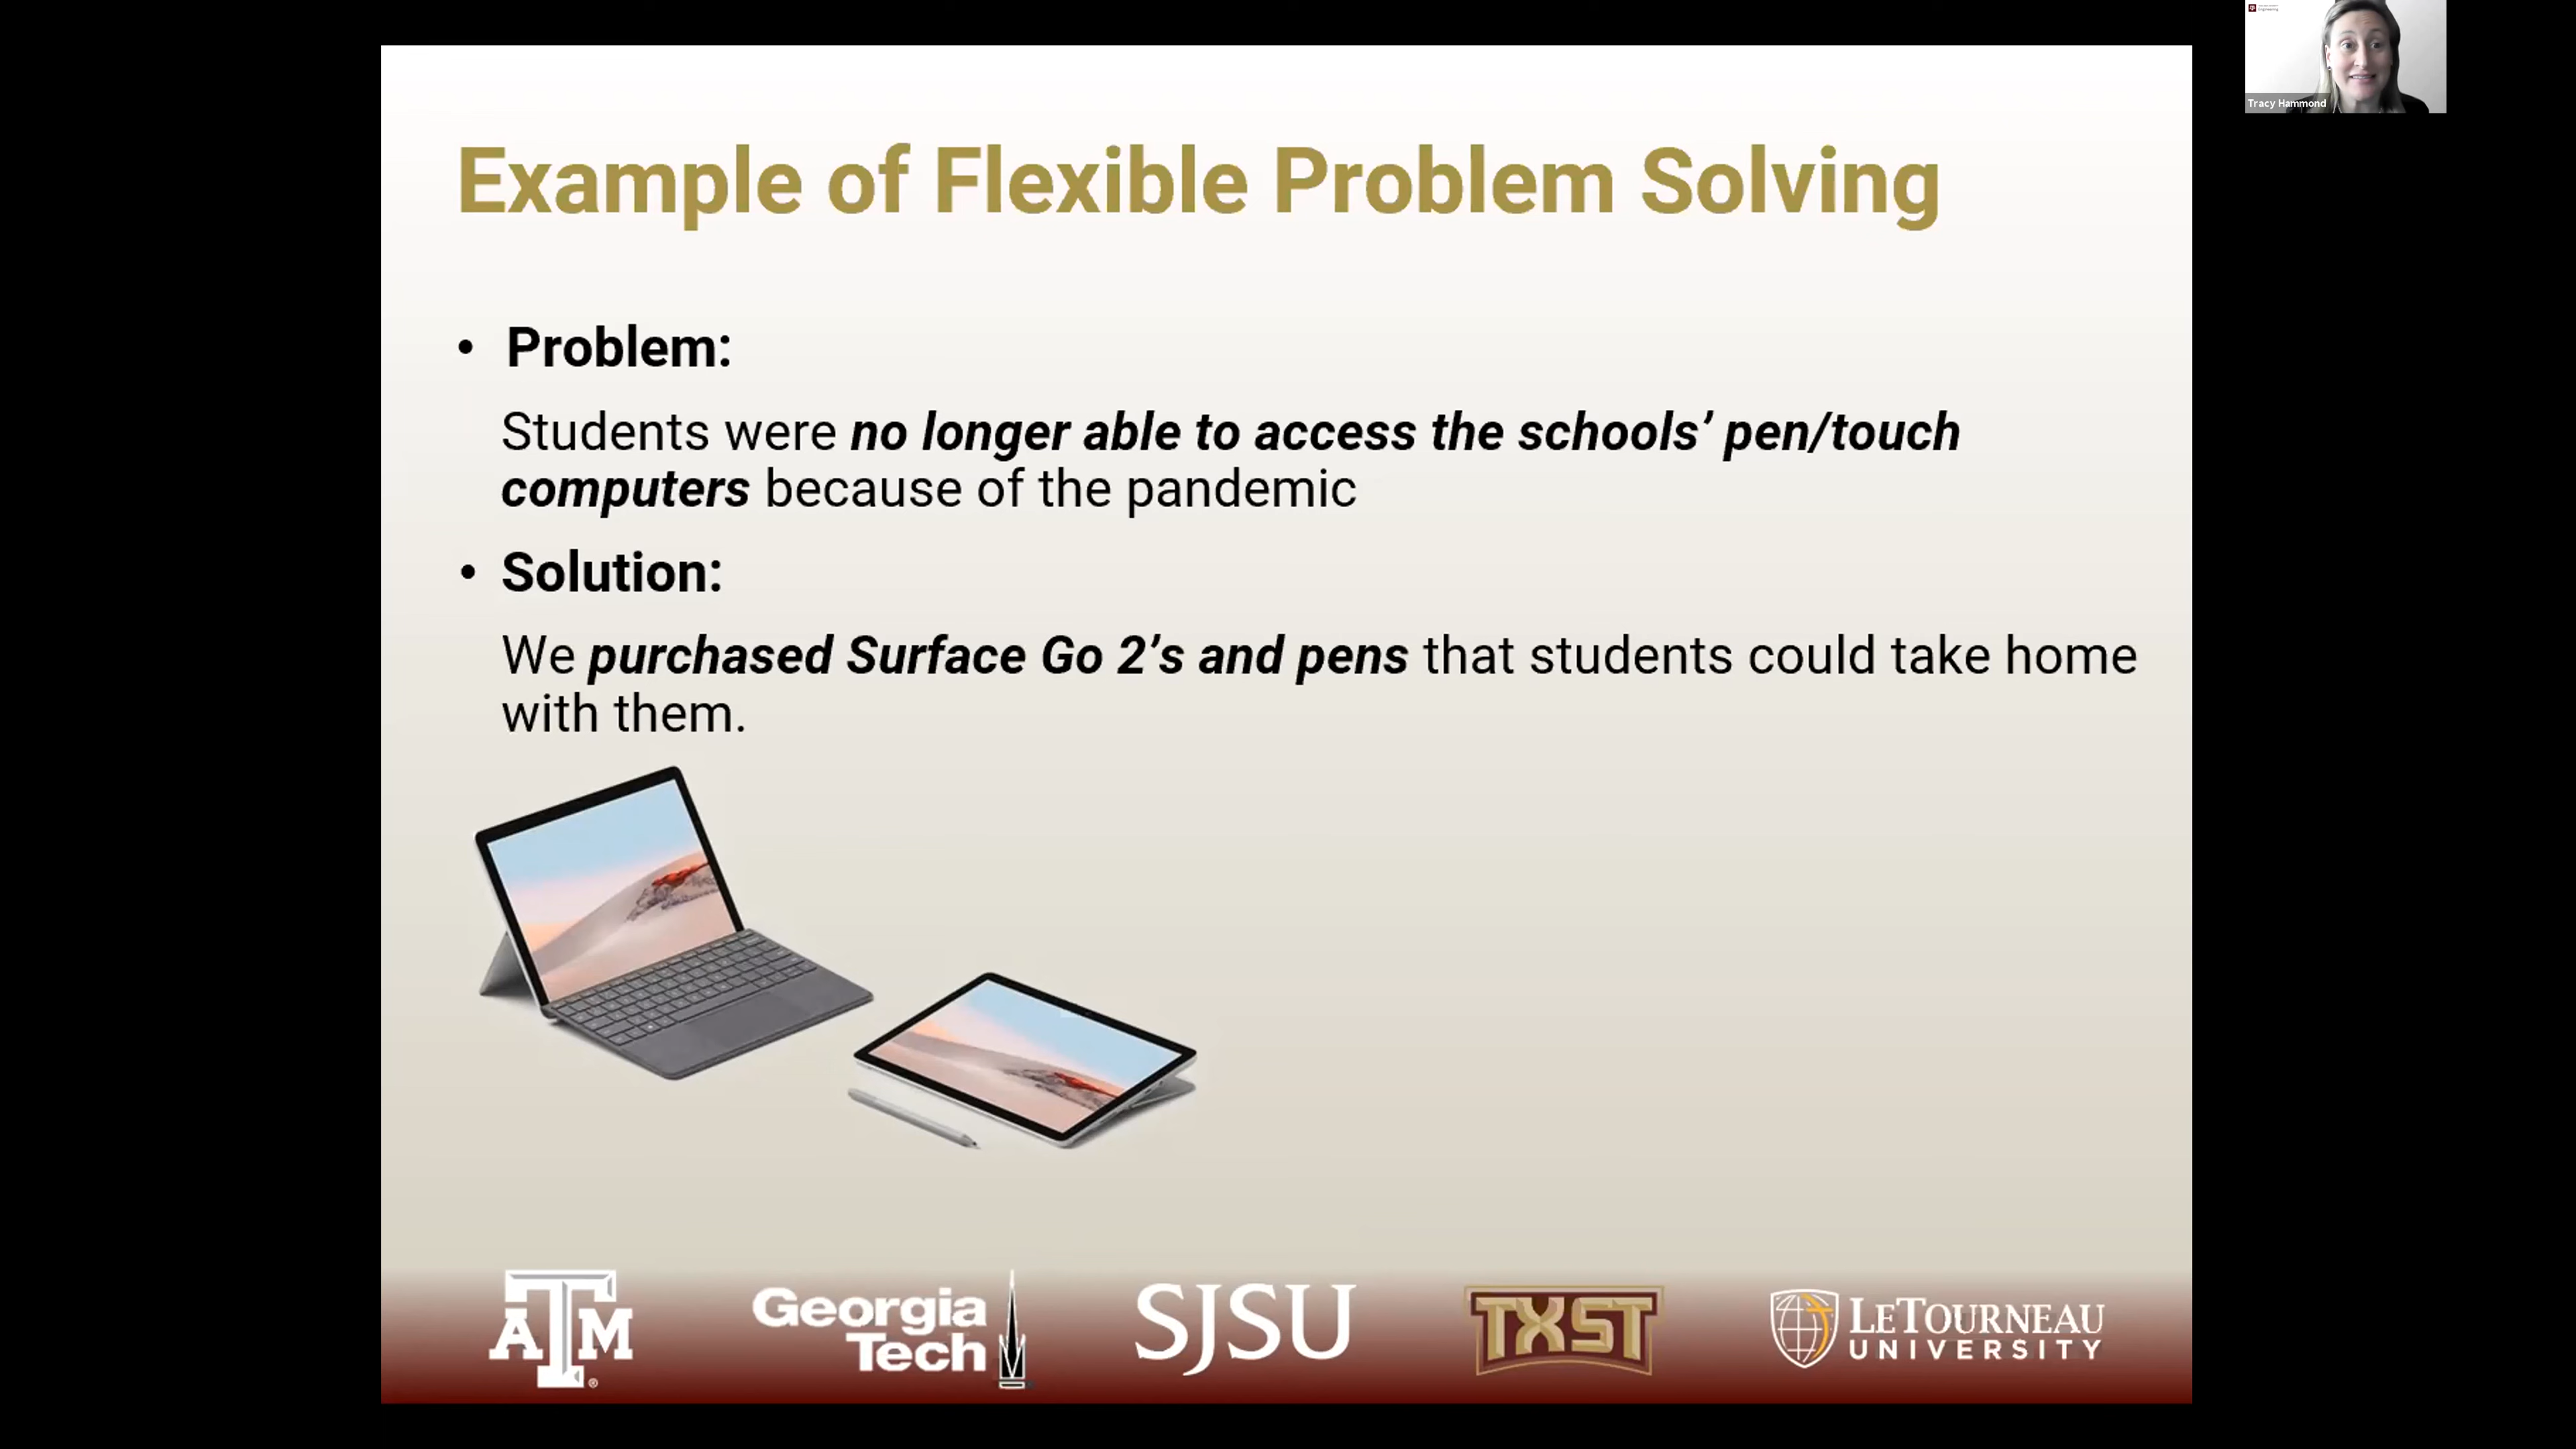 Tracy Hammond
Example of Flexible Problem Solving
• Problem:
Students were no longer able to access the schools’ pen/touch
computers because of the pandemic
• Solution:
We purchased Surface Go 2’s and pens that students could take home
with them.
ATM®
Georgia
Tech
SJSU
TXST
LETOURNEAU
UNIVERSITY